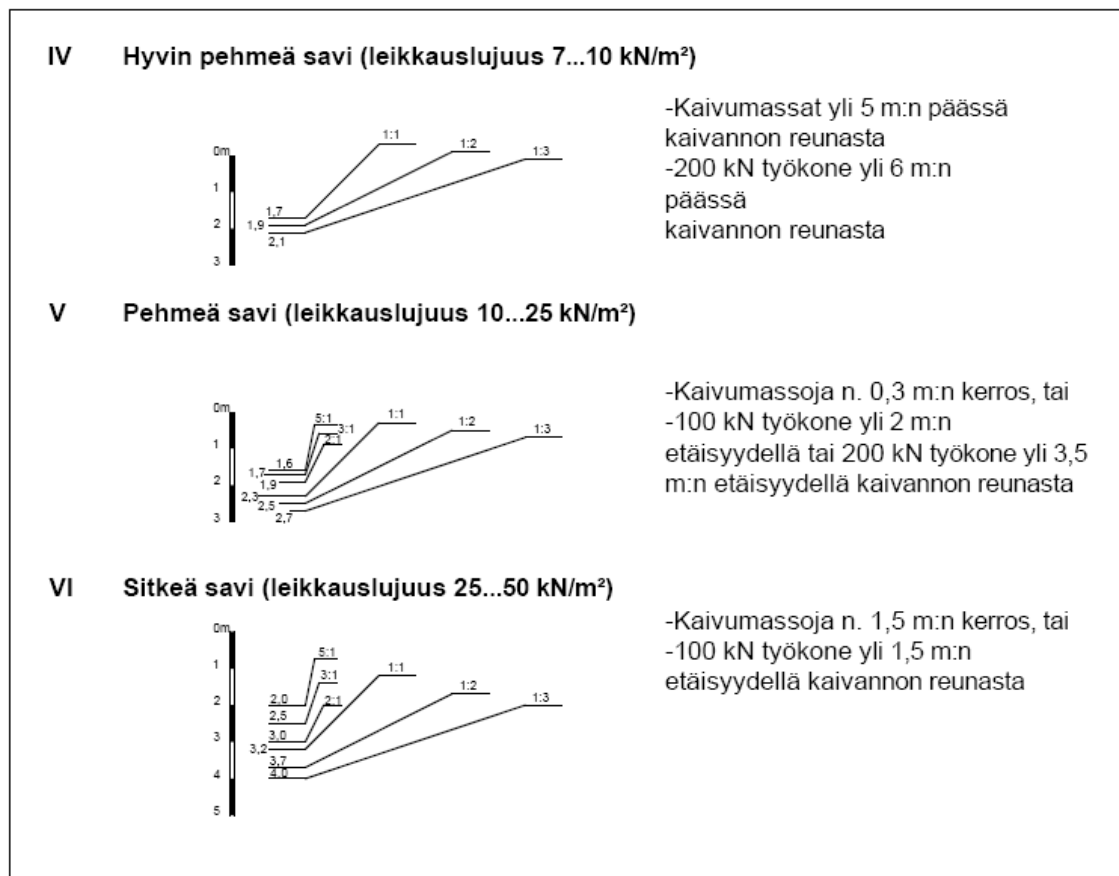 IV Hyvin pehmeä savi (leikkauslujuus 7...10 kN/m²)
1:1
1:2
1:3
0m
1
2
3
1,7
1,9
2,1
-Kaivumassat yli 5 m:n päässä
kaivannon reunasta
-200 kN työkone yli 6 m:n
päässä
kaivannon reunasta
V Pehmeä savi (leikkauslujuus 10...25 kN/m²)
0m
1
2
3
5:1
3:1
2:1
1:1
1:2
1:3
1,6
1,7
1,9
2,3
2,5
2,7
-Kaivumassoja n. 0,3 m:n kerros, tai
-100 kN työkone yli 2 m:n
etäisyydellä tai 200 kN työkone yli 3,5
m:n etäisyydellä kaivannon reunasta
VI Sitkeä savi (leikkauslujuus 25...50 kN/m²)
0m
1
2
3
4
5
5:1
3:1
2:1
1:1
1:2
1:3
2,0
2,5
3,0
3,2
3,7
4,0
-Kaivumassoja n. 1,5 m:n kerros, tai
-100 kN työkone yli 1,5 m:n
etäisyydellä kaivannon reunasta